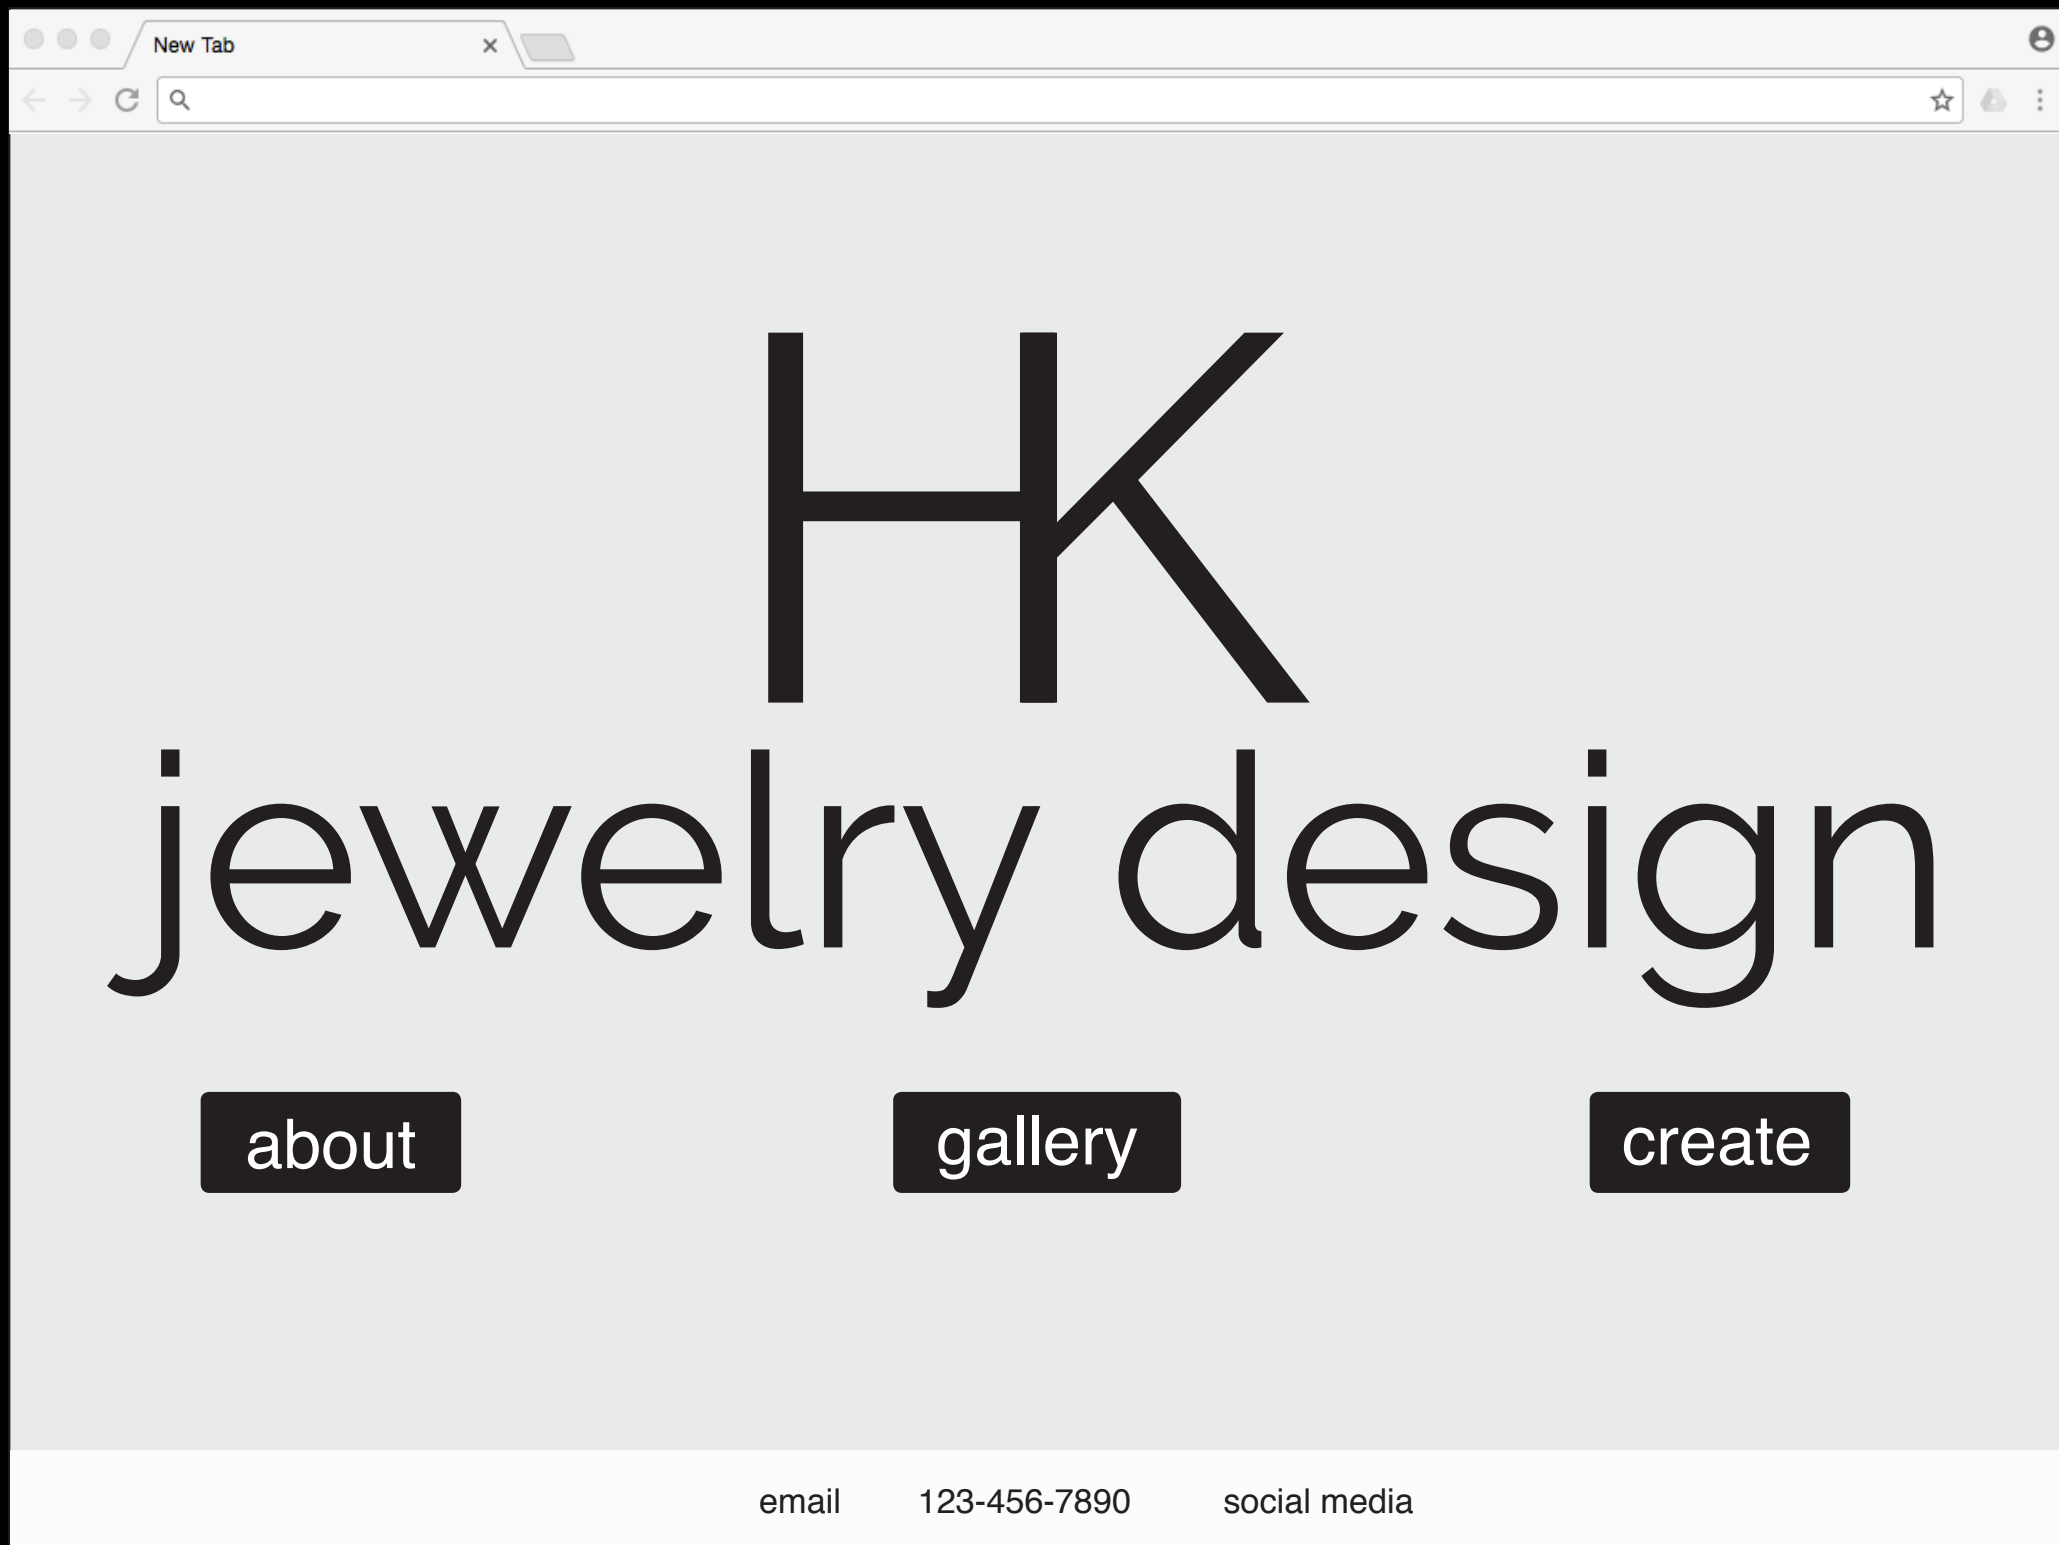 New Tab
HK
jewelry design
about gallery create
email 123-456-7890 social media